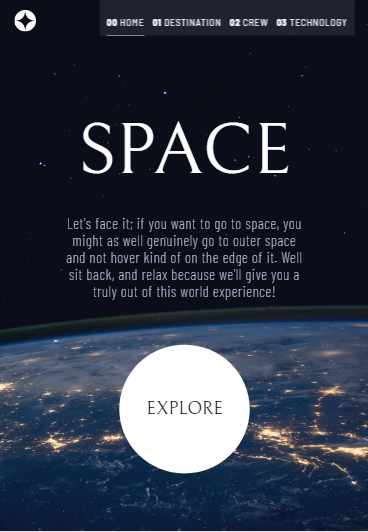 00 HOME 01 DESTINATION 02 CREW 03 TECHNOLOGY
SPACE
Let's face it; if you want to go to space, you
might as well genuinely go to outer space
and not hover kind of on the edge of it. Well
sit back, and relax because we'll give you a
truly out of this world experience!
EXPLORE